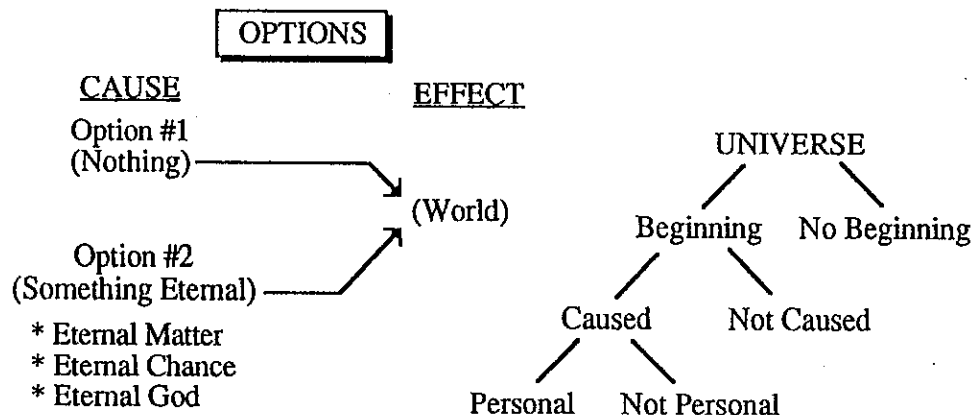 OPTIONS
CAUSE
EFFECT
Option #1
(Nothing)
(World)
Option #2
(Something Eternal)
* Eternal Matter
* Eternal Chance
* Eternal God
UNIVERSE
Beginning No Beginning
Caused Not Caused
Personal Not Personal